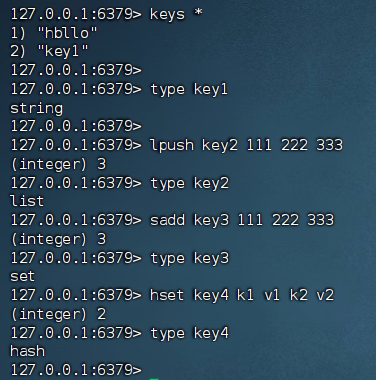 127.0.0.1:6379> keys *
1) "hbllo"
2) "key1"
127.0.0.1:6379>
127.0.0.1:6379> type key1
string
127.0.0.1:6379>
127.0.0.1:6379> lpush key2 111 222 333
(integer) 3
127.0.0.1:6379> type key2
list
127.0.0.1:6379> sadd key3 111 222 333
(integer) 3
127.0.0.1:6379> type key3
set
127.0.0.1:6379> hset key4 k1 v1 k2 v2
(integer) 2
127.0.0.1:6379> type key4
hash
127.0.0.1:6379>